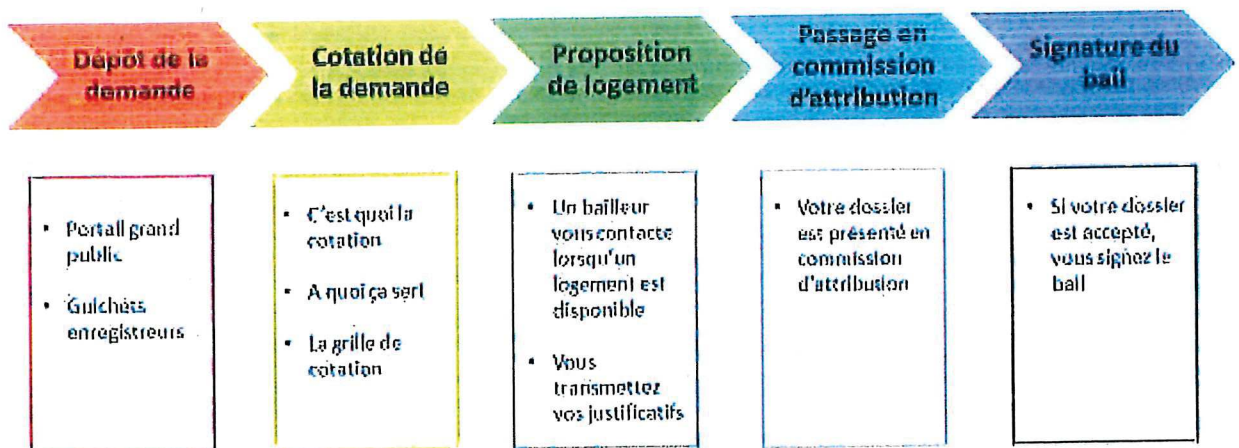 Dépôt de la
demande
Cotation de
la demande
Proposition
de logement
Passage en
commission
d'attribution
Signature du
bail
• Portail grand
public
• Guichets
enregistreurs
• C'est quoi la
cotation
• A quoi ça sert
• La grille de
cotation
• Un bailleur
vous contacte
lorsqu'un
logement est
disponible
• Vous
transmettez
vos justificatifs
• Votre dossier
est présenté en
commission
d'attribution
• Si votre dossier
est accepté,
vous signez le
bail